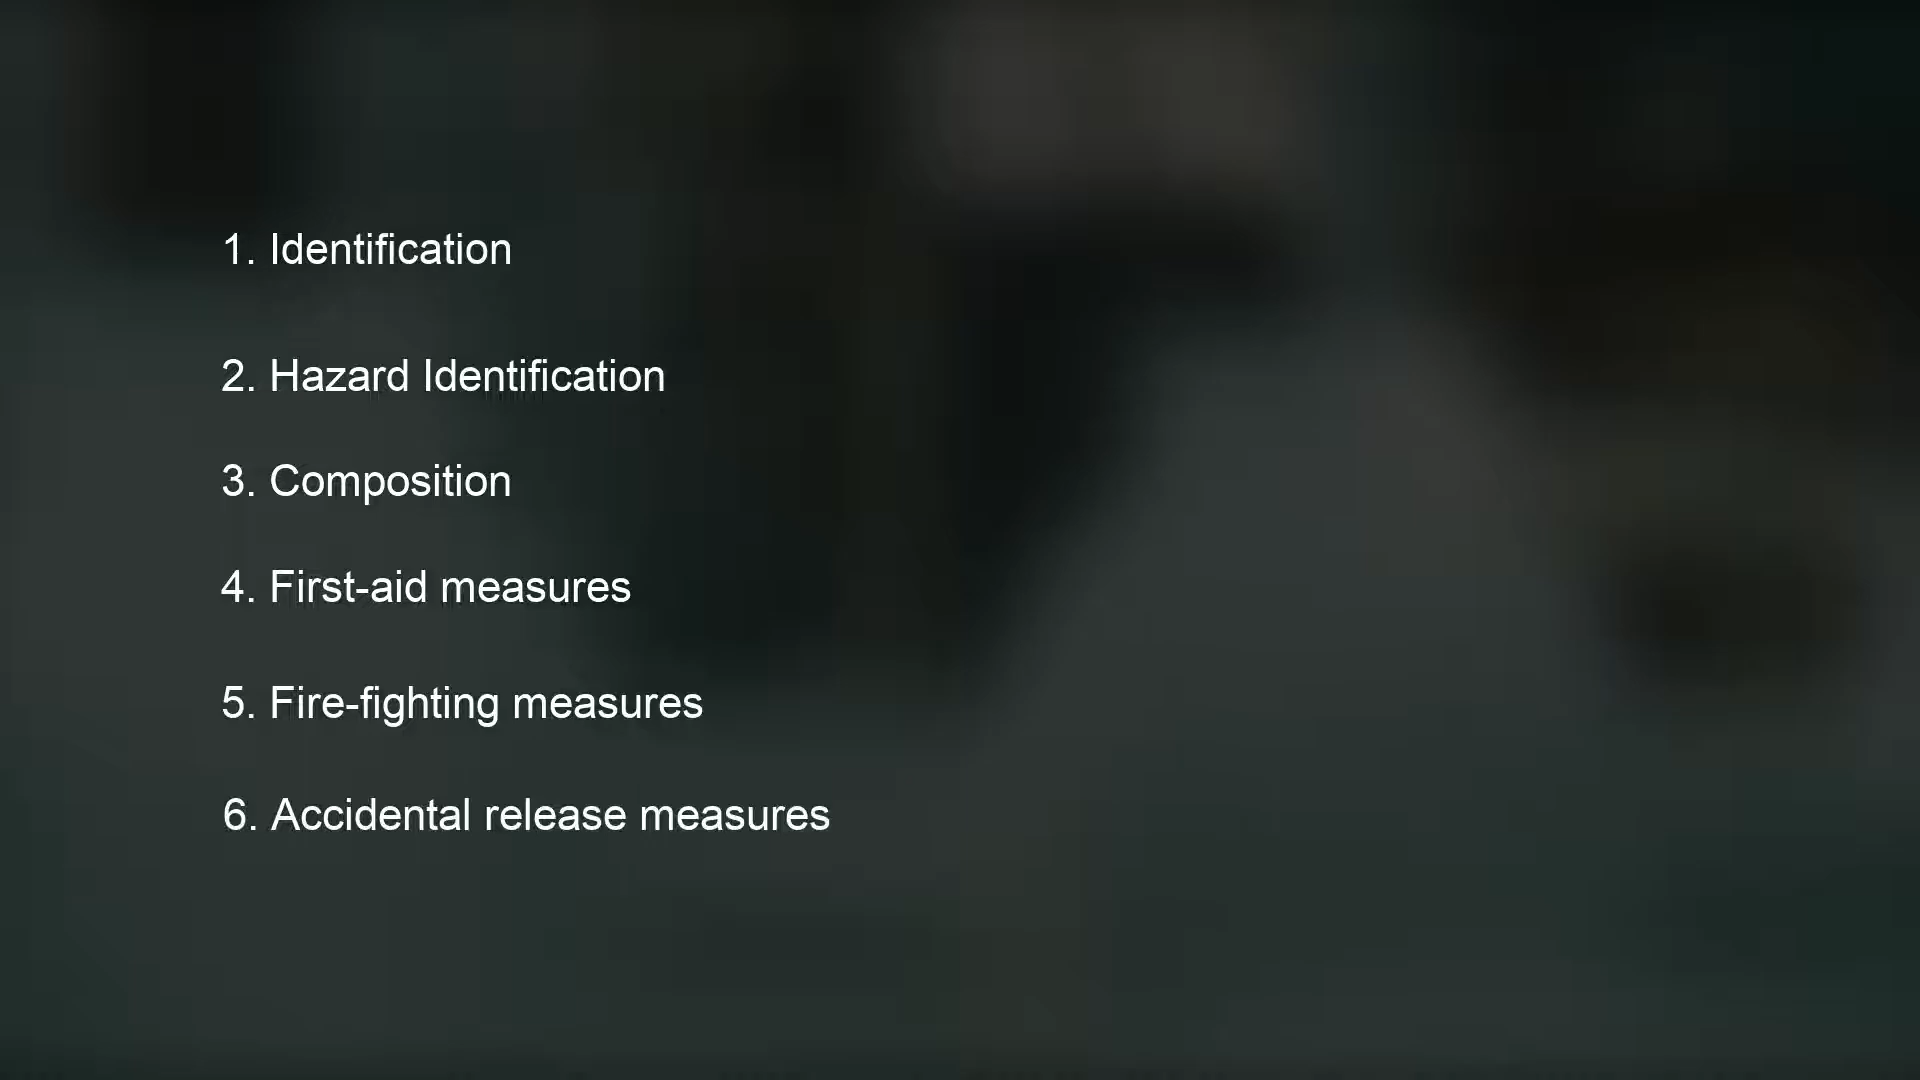 1. Identification
2. Hazard Identification
3. Composition
4. First-aid measures
5. Fire-fighting measures
6. Accidental release measures